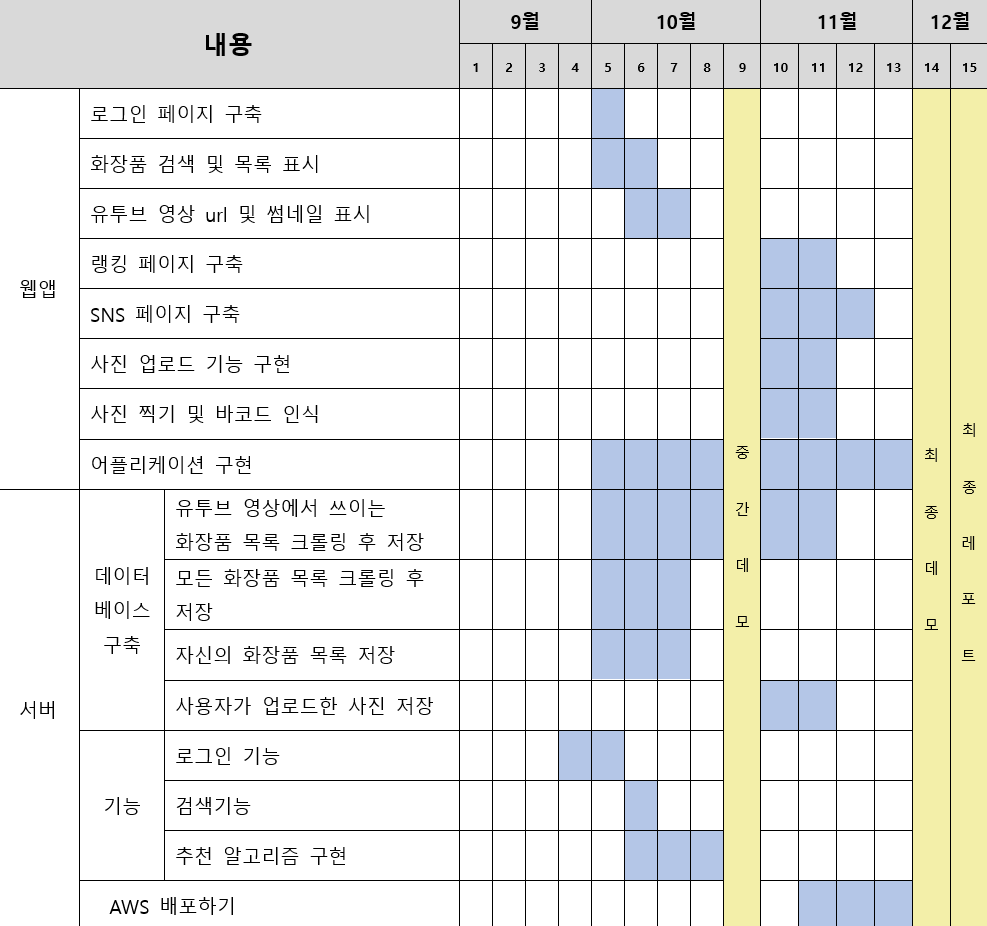 내용
9월 10월 11월 12월
1 2 3 4 5 6 7 8 9 10 11 12 13 14 15
웹앱
로그인 페이지 구축
화장품 검색 및 목록 표시
유투브 영상 url 및 썸네일 표시
랭킹 페이지 구축
SNS 페이지 구축
사진 업로드 기능 구현
사진 찍기 및 바코드 인식
어플리케이션 구현
서버
데이터
베이스
구축
유투브 영상에서 쓰이는
화장품 목록 크롤링 후 저장
모든 화장품 목록 크롤링 후
저장
자신의 화장품 목록 저장
사용자가 업로드한 사진 저장
기능
로그인 기능
검색기능
추천 알고리즘 구현
AWS 배포하기
중간데모
최종데모
최종레포트